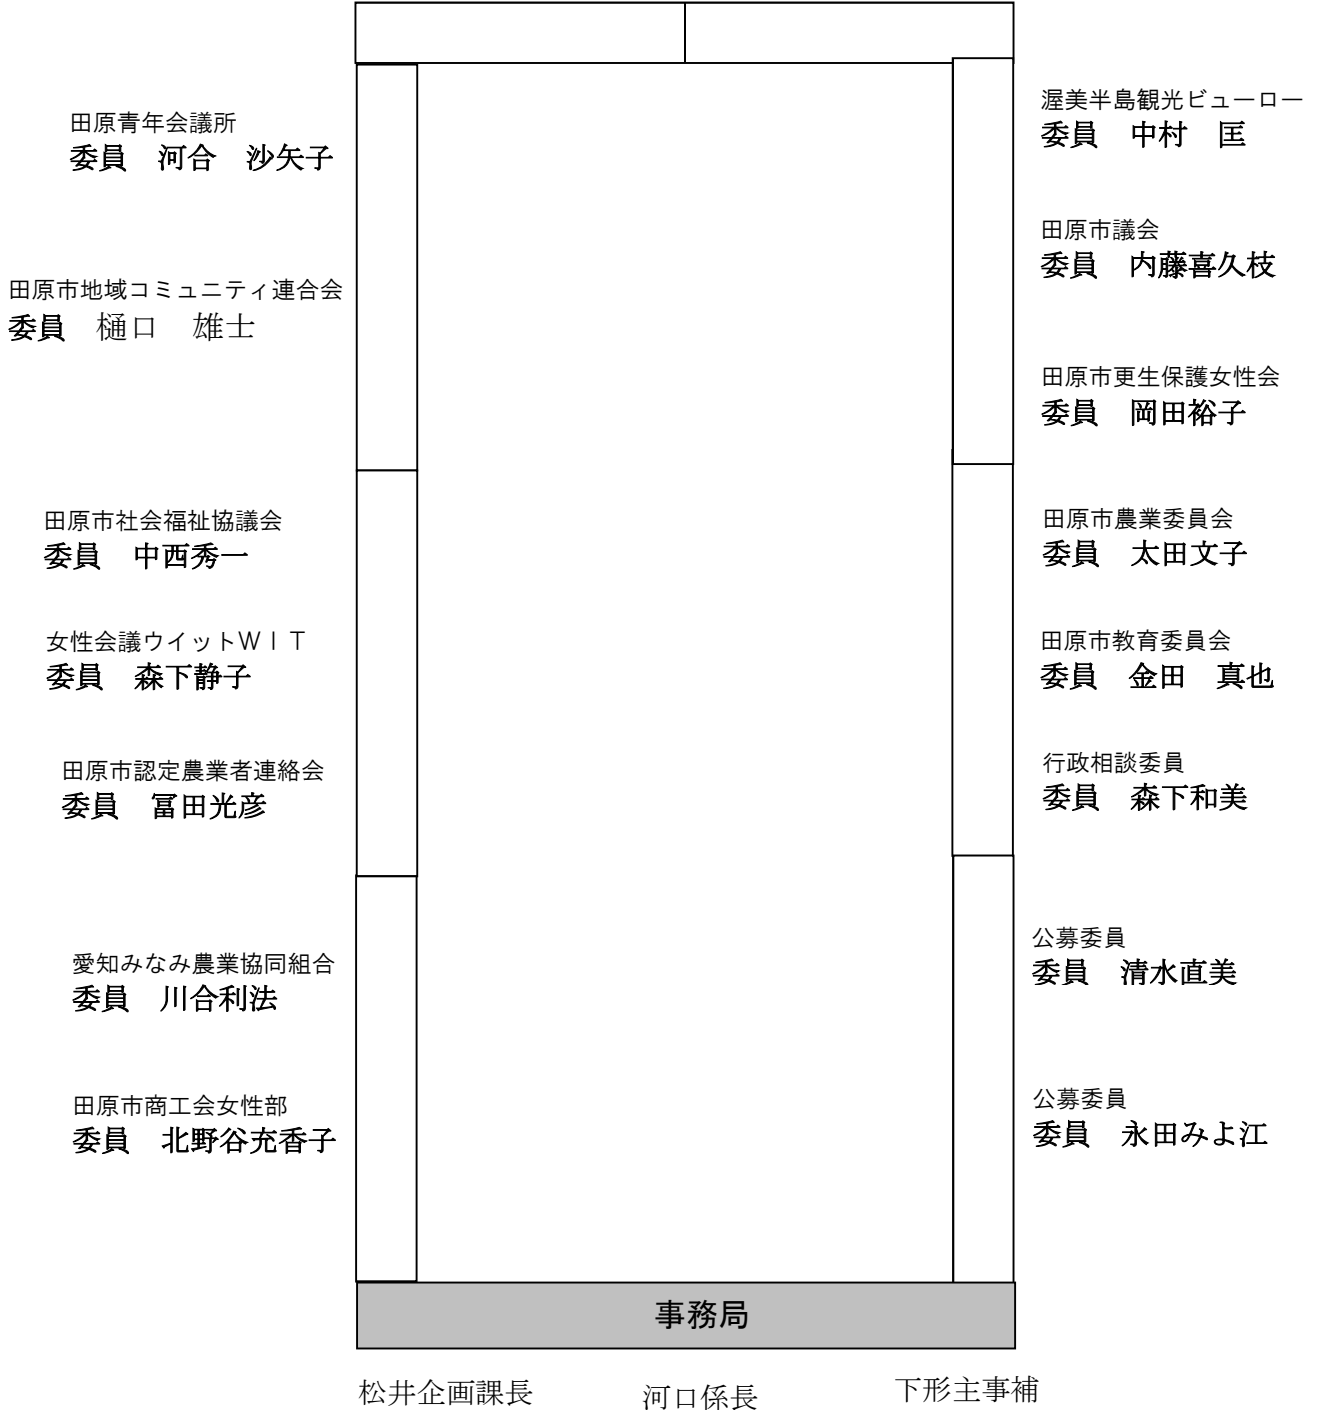 田原青年会議所
委員　河合　沙矢子
田原市地域コミュニティ連合会
委員　樋口　雄士
田原市社会福祉協議会
委員　中西秀一
女性会議ウイットＷＩＴ
委員　森下静子
田原市認定農業者連絡会
委員　冨田光彦
愛知みなみ農業協同組合
委員　川合利法
田原市商工会女性部
委員　北野谷充香子
渥美半島観光ビューロー
委員　中村　匡
田原市議会
委員　内藤喜久枝
田原市更生保護女性会
委員　岡田裕子
田原市農業委員会
委員　太田文子
田原市教育委員会
委員　金田　真也
行政相談委員
委員　森下和美
公募委員
委員　清水直美
公募委員
委員　永田みよ江
事務局
松井企画課長
河口係長
下形主事補